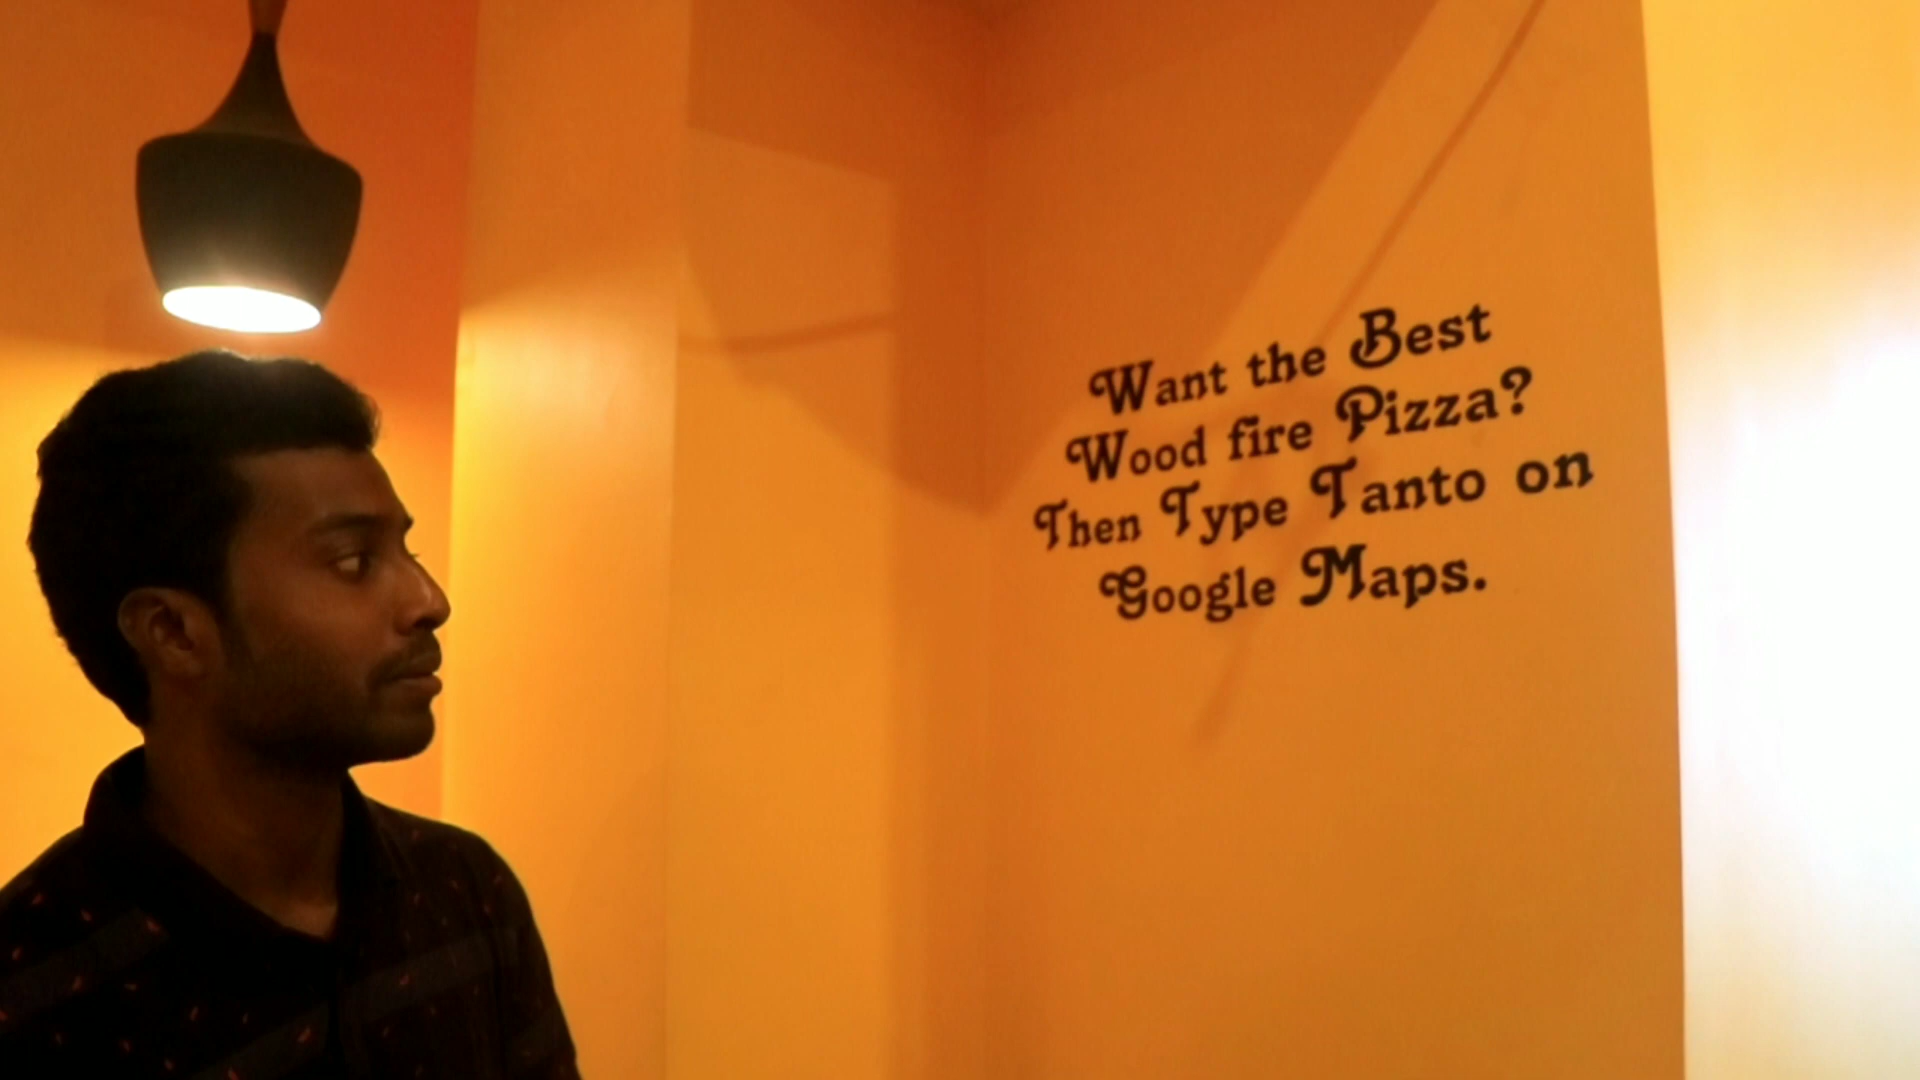 Want the Best
Wood fire Pizza?
Then Type Tanto on
Google Maps.